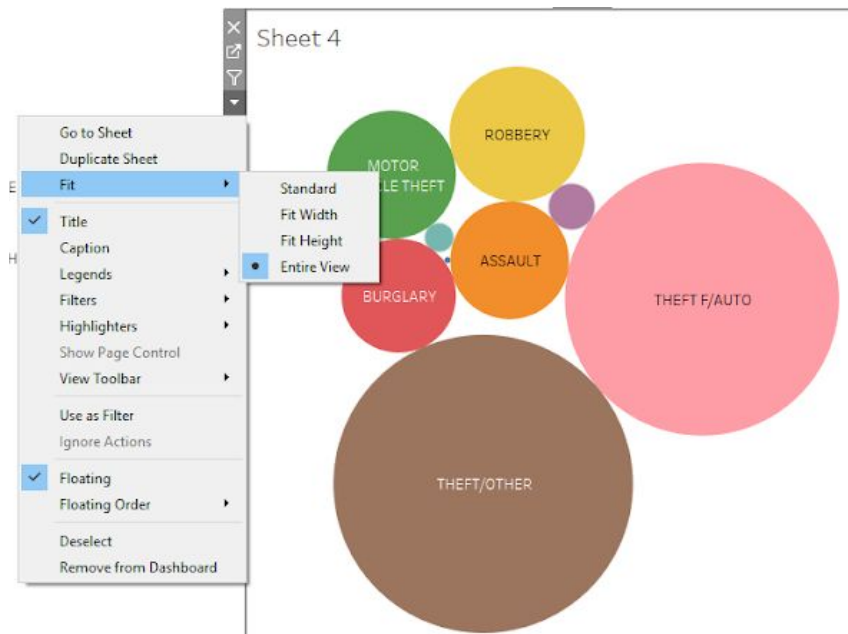 Sheet 4
Go to Sheet
Duplicate Sheet
Fit
Title
Caption
Legends
Filters
Highlighters
Show Page Control
View Toolbar
Use as Filter
Ignore Actions
Floating
Floating Order
Deselect
Remove from Dashboard
Standard
Fit Width
Fit Height
Entire View
E
H
MOTOR
CLE THEFT
ROBBERY
ASSAULT
BURGLARY
THEFT F/AUTO
THEFT/OTHER